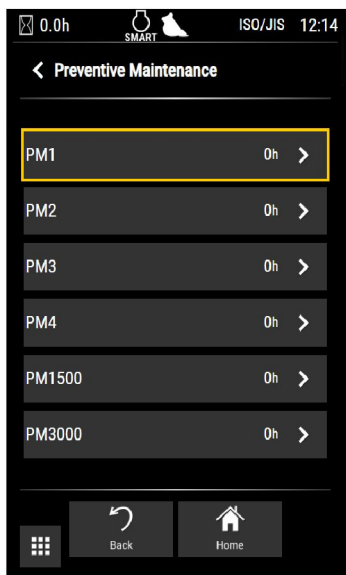 0.0h SMART ISO/JIS 12:14
Preventive Maintenance
PM1 0h
PM2 0h
PM3 0h
PM4 0h
PM1500 0h
PM3000 0h
Back Home